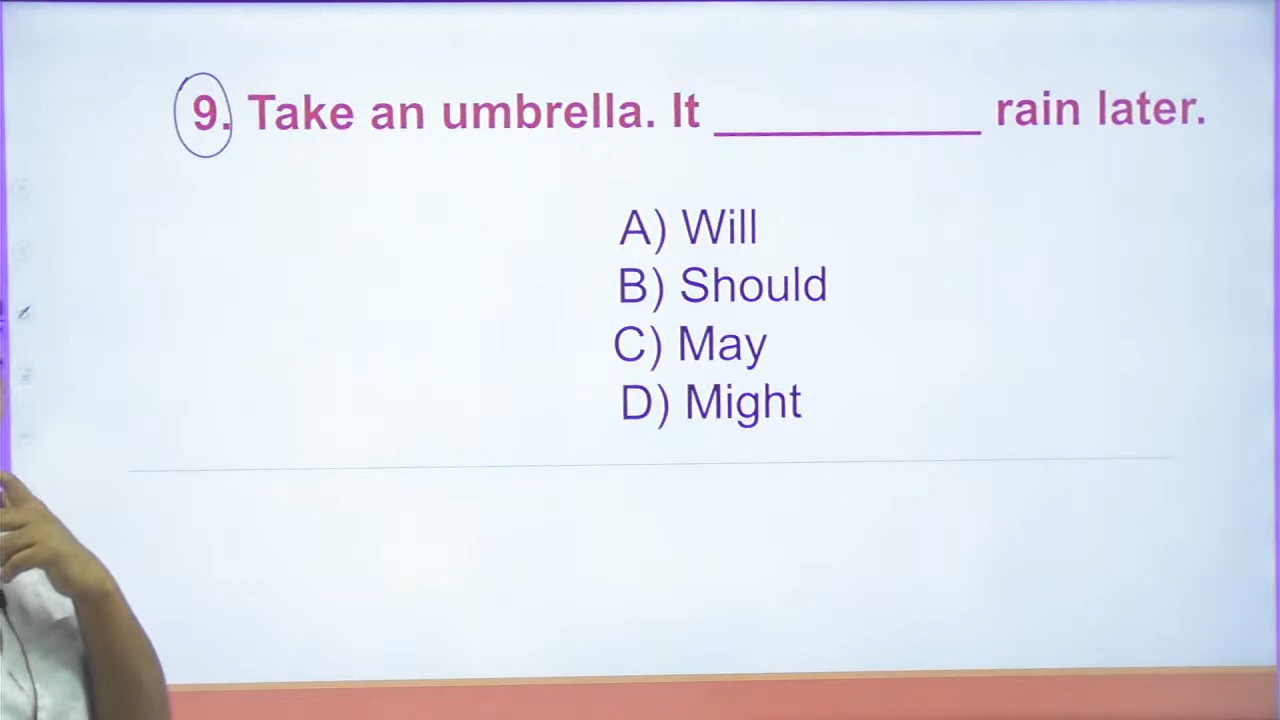 9. Take an umbrella. It __________ rain later.
A) Will
B) Should
C) May
D) Might